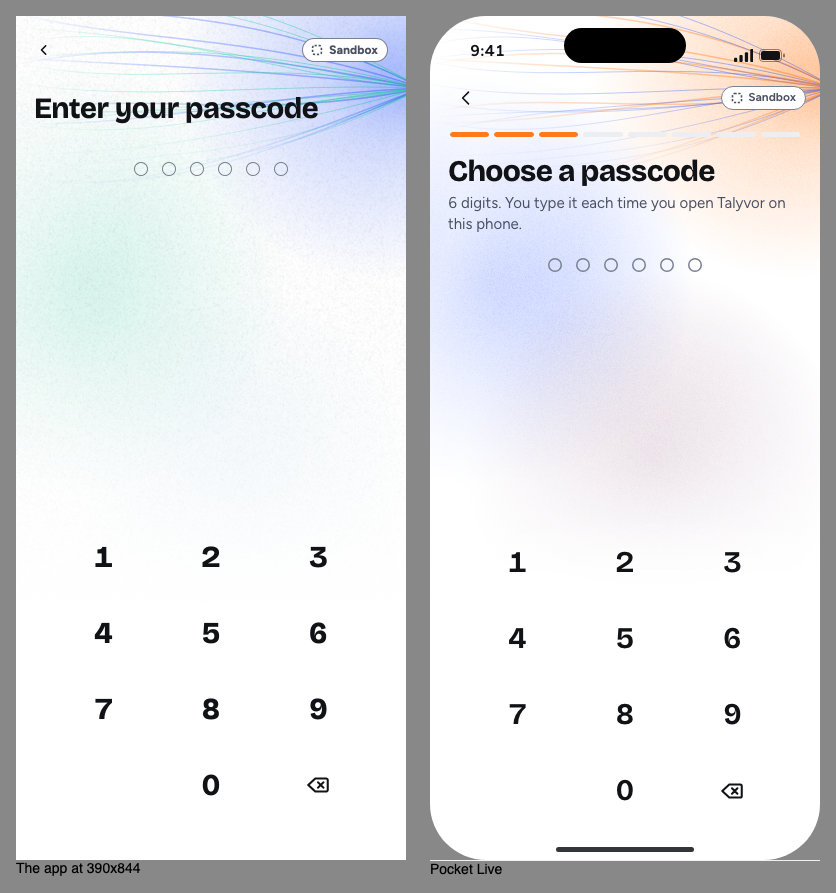 Sandbox
Enter your passcode
1 2 3
4 5 6
7 8 9
0
The app at 390x844
9:41
Sandbox
Choose a passcode
6 digits. You type it each time you open Talyvor on
this phone.
1 2 3
4 5 6
7 8 9
0
Pocket Live